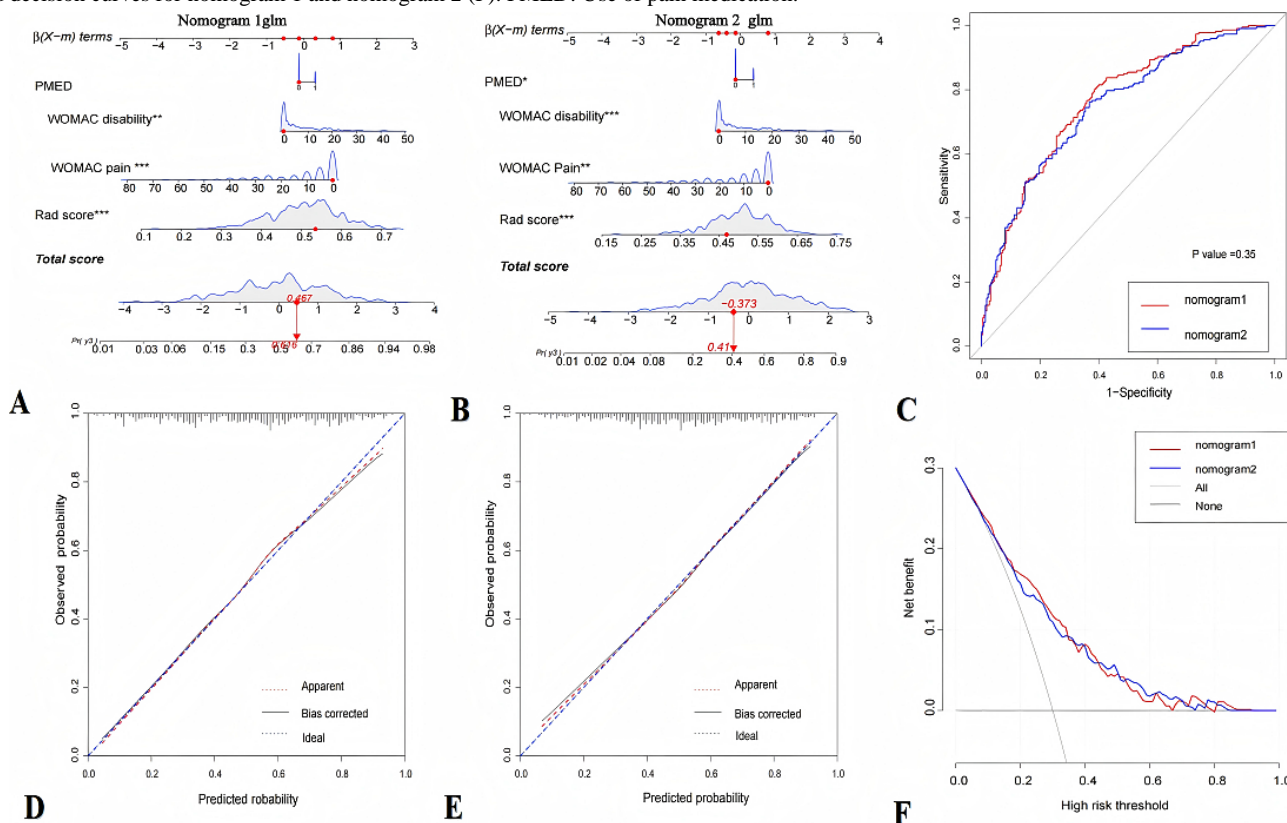 decision curves for nomogram 1 and nomogram 2 (F). PMED: Use of pain medication.
Nomogram 1glm
β(X−m) terms
−5 −4 −3 −2 −1 0 1 2 3
PMED
0 1
WOMAC disability**
0 10 20 30 40 50
WOMAC pain ***
80 70 60 50 40 30 20 10 0
Rad score***
0.1 0.2 0.3 0.4 0.5 0.6 0.7
Total score
0.467
−4 −3 −2 −1 0 1 2 3 4
Pr( y3)
0.616
0.01 0.03 0.06 0.15 0.3 0.5 0.7 0.86 0.94 0.98
A
Nomogram 2 glm
β(X−m) terms
−5 −4 −3 −2 −1 0 1 2 3 4
PMED*
0 1
WOMAC disability***
0 10 20 30 40 50
WOMAC Pain**
80 70 60 50 40 30 20 10 0
Rad score***
0.15 0.25 0.35 0.45 0.55 0.65 0.75
Total score
−0.373
−5 −4 −3 −2 −1 0 1 2 3
Pr( y3)
0.41
0.01 0.02 0.04 0.08 0.2 0.4 0.6 0.8 0.9
B
Sensitivity
1.0
0.8
0.6
0.4
0.2
0.0
P value =0.35
nomogram1
nomogram2
0.0 0.2 0.4 0.6 0.8 1.0
1−Specificity
C
Observed probability
1.0
0.8
0.6
0.4
0.2
0.0
Apparent
Bias corrected
Ideal
0.0 0.2 0.4 0.6 0.8 1.0
Predicted robability
D
Observed probability
1.0
0.8
0.6
0.4
0.2
0.0
Apparent
Bias corrected
Ideal
0.0 0.2 0.4 0.6 0.8 1.0
Predicted probability
E
nomogram1
nomogram2
All
None
Net benefit
0.3
0.2
0.1
0.0
0.0 0.2 0.4 0.6 0.8 1.0
High risk threshold
F